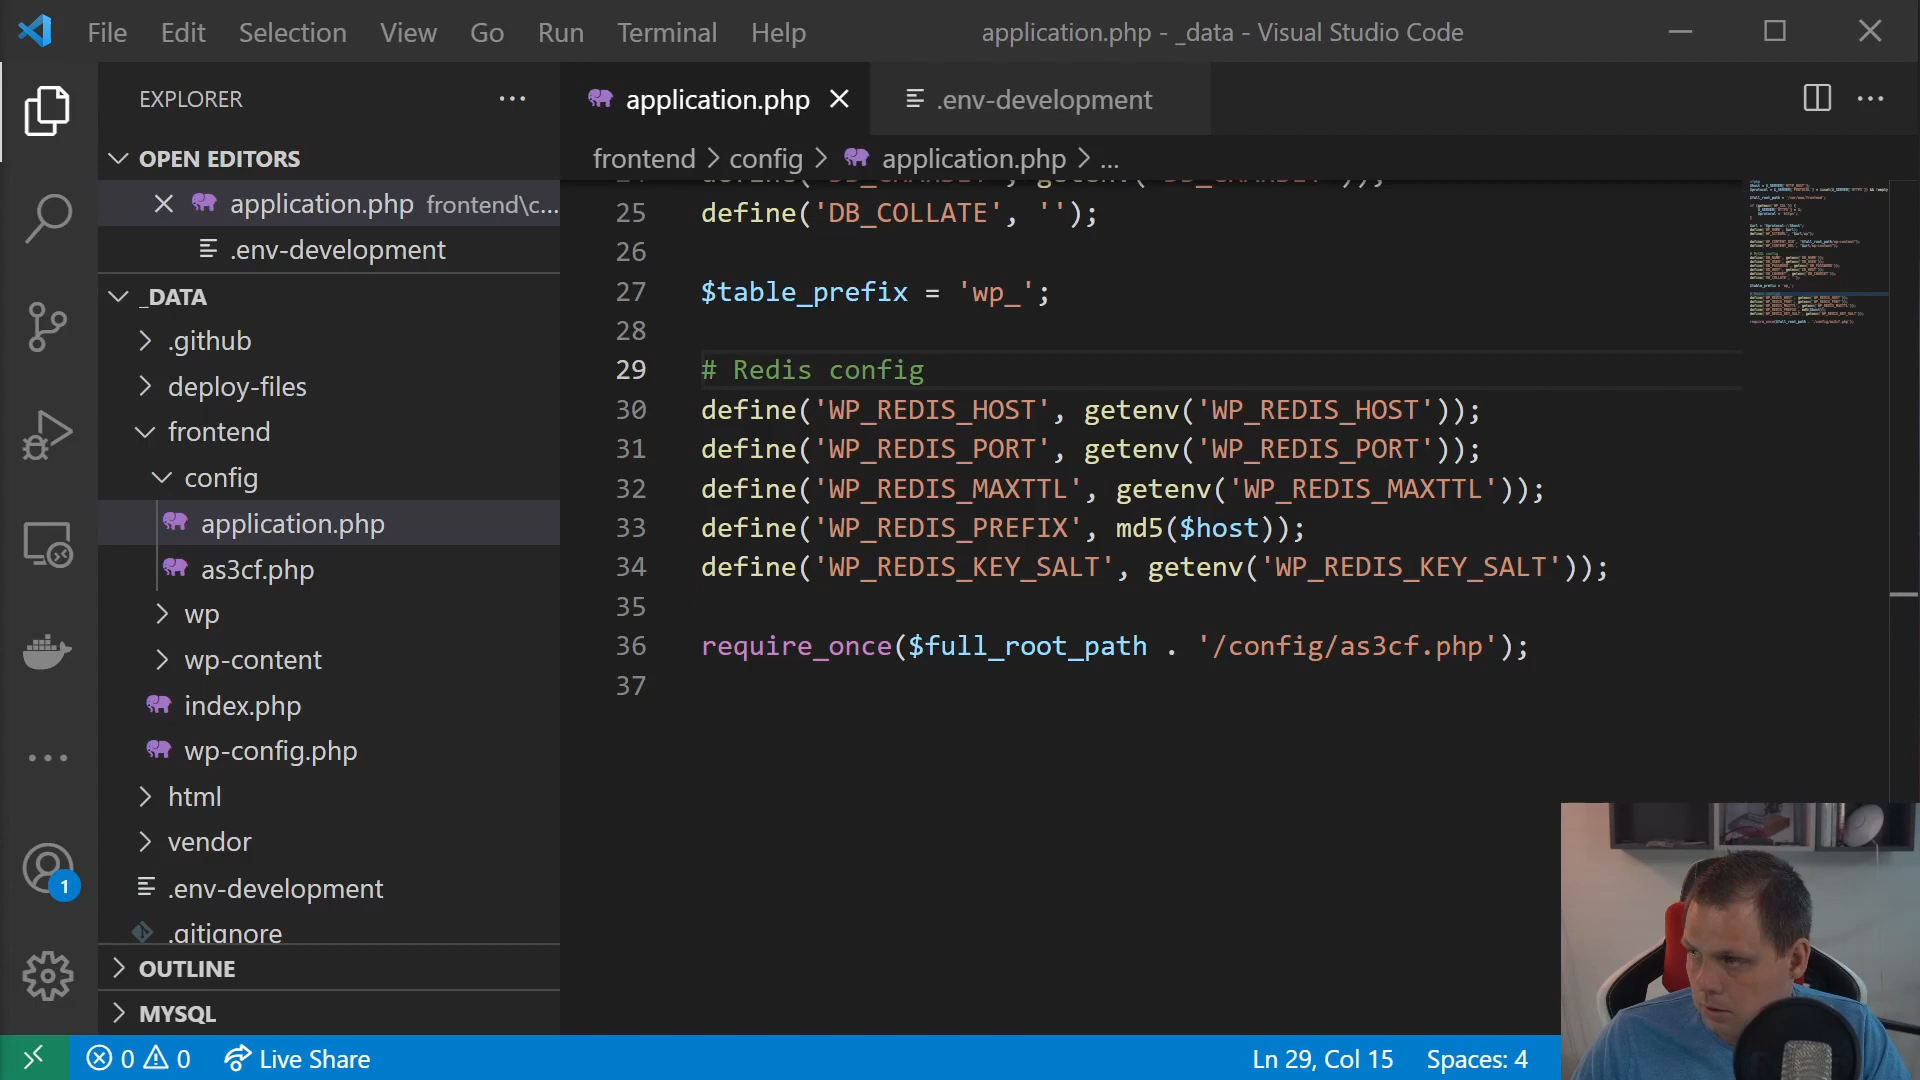 File Edit Selection View Go Run Terminal Help
application.php - _data - Visual Studio Code
EXPLORER
OPEN EDITORS
application.php frontend\c...
.env-development
_DATA
.github
deploy-files
frontend
config
application.php
as3cf.php
wp
wp-content
index.php
wp-config.php
html
vendor
.env-development
.gitignore
OUTLINE
MYSQL
application.php
.env-development
frontend > config > application.php > ...
25 define('DB_COLLATE', '');
26
27 $table_prefix = 'wp_';
28
29 # Redis config
30 define('WP_REDIS_HOST', getenv('WP_REDIS_HOST'));
31 define('WP_REDIS_PORT', getenv('WP_REDIS_PORT'));
32 define('WP_REDIS_MAXTTL', getenv('WP_REDIS_MAXTTL'));
33 define('WP_REDIS_PREFIX', md5($host));
34 define('WP_REDIS_KEY_SALT', getenv('WP_REDIS_KEY_SALT'));
35
36 require_once($full_root_path . '/config/as3cf.php');
37
1
0 0 Live Share
Ln 29, Col 15 Spaces: 4